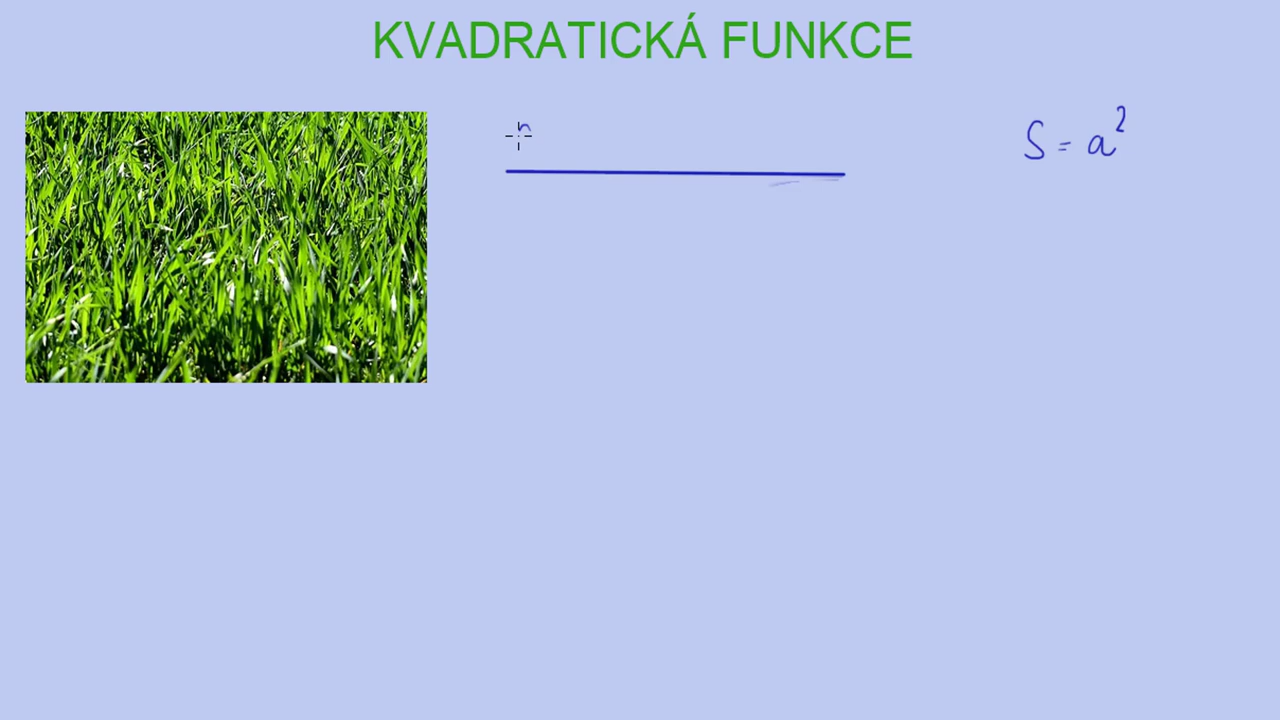 KVADRATICKÁ FUNKCE
S = a²